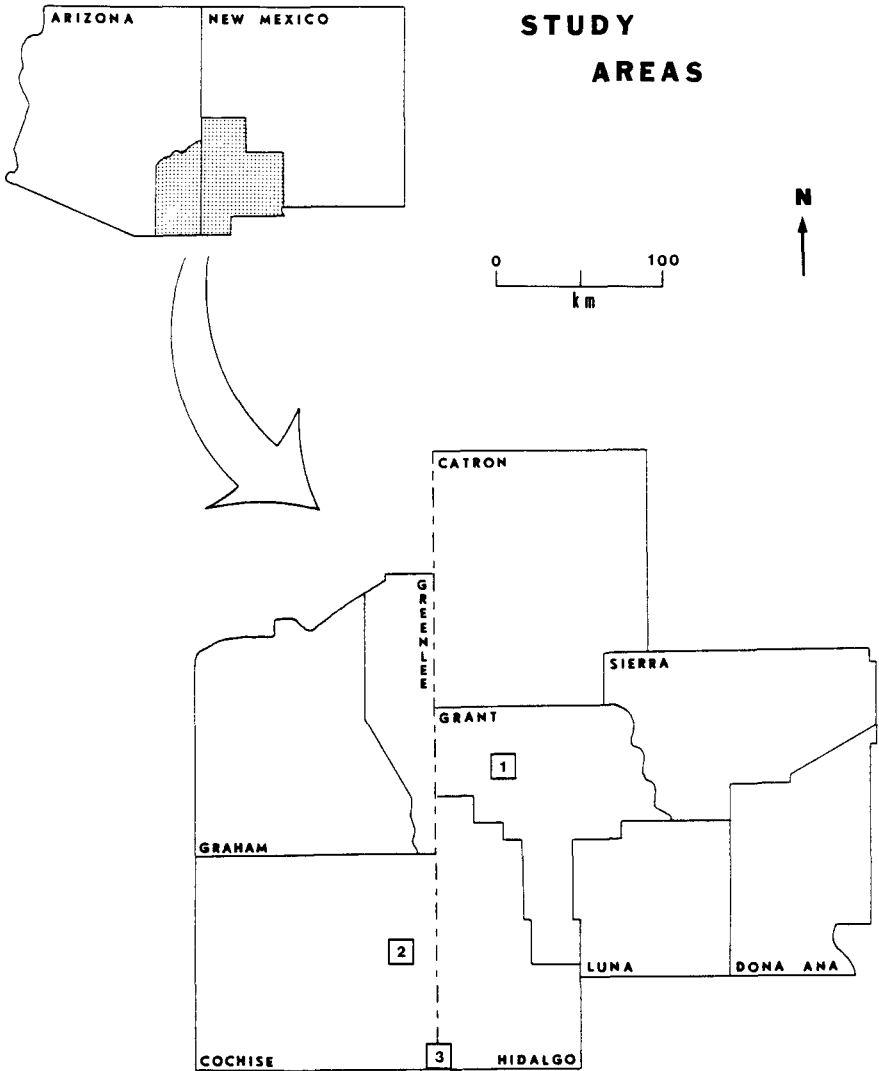 ARIZONA
NEW MEXICO
STUDY
AREAS
N
0 100
km
CATRON
GREENLEE
SIERRA
GRANT
1
GRAHAM
2
LUNA
DONA ANA
COCHISE
3
HIDALGO